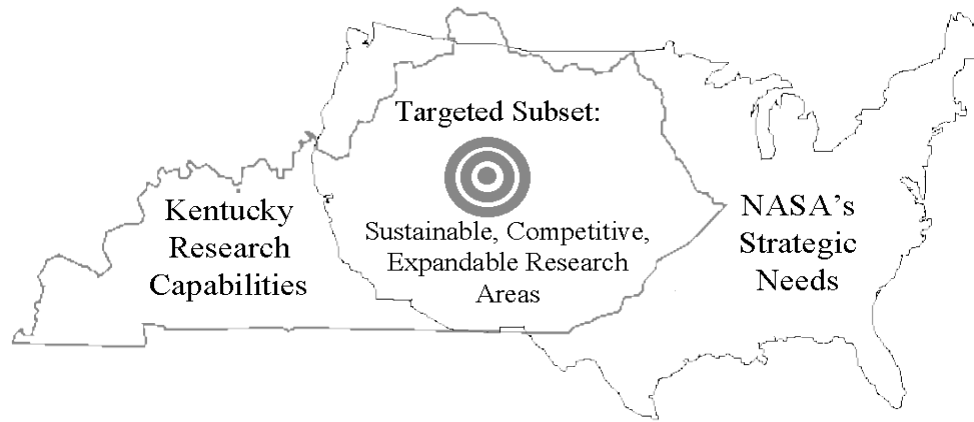 Targeted Subset:
Kentucky
Research
Capabilities
Sustainable, Competitive,
Expandable Research
Areas
NASA's
Strategic
Needs